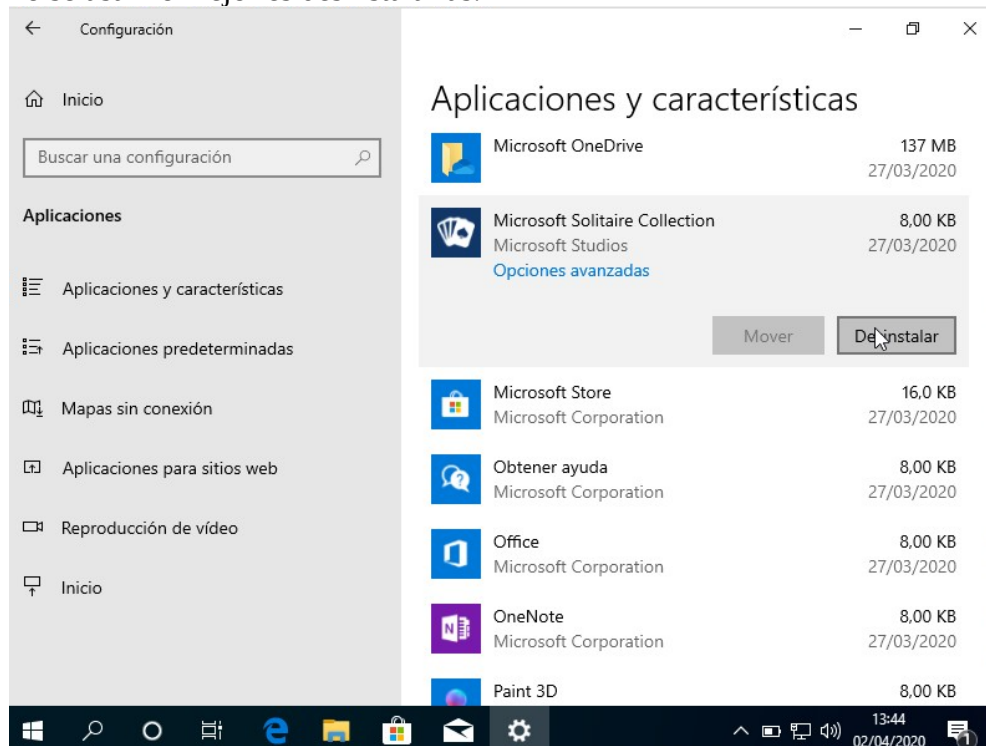 Configuración
Inicio
Buscar una configuración
Aplicaciones
Aplicaciones y características
Aplicaciones predeterminadas
Mapas sin conexión
Aplicaciones para sitios web
Reproducción de vídeo
Inicio
Aplicaciones y características
Microsoft OneDrive 137 MB
27/03/2020
Microsoft Solitaire Collection 8,00 KB
Microsoft Studios 27/03/2020
Opciones avanzadas
Mover Desinstalar
Microsoft Store 16,0 KB
Microsoft Corporation 27/03/2020
Obtener ayuda 8,00 KB
Microsoft Corporation 27/03/2020
Office 8,00 KB
Microsoft Corporation 27/03/2020
OneNote 8,00 KB
Microsoft Corporation 27/03/2020
Paint 3D 8,00 KB
13:44
02/04/2020
1